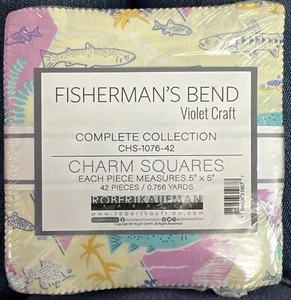 FISHERMAN'S BEND
Violet Craft
COMPLETE COLLECTION
CHS-1076-42
CHARM SQUARES
EACH PIECE MEASURES 5" x 5"
42 PIECES / 0.756 YARDS
ROBERT KAUFMAN
FABRICS
www.robertkaufman.com